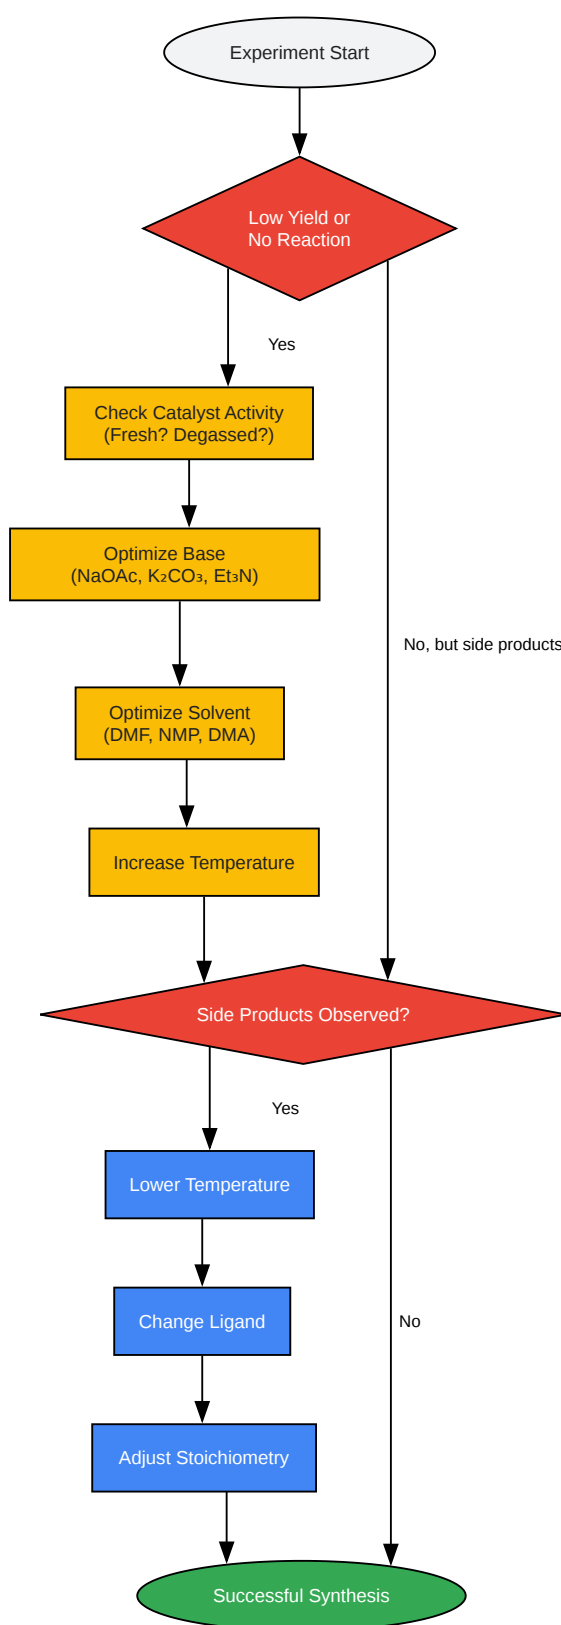 Experiment Start
Low Yield or
No Reaction
Yes
Check Catalyst Activity
(Fresh? Degassed?)
Optimize Base
(NaOAc, K₂CO₃, Et₃N)
No, but side products
Optimize Solvent
(DMF, NMP, DMA)
Increase Temperature
Side Products Observed?
Yes
Lower Temperature
Change Ligand
No
Adjust Stoichiometry
Successful Synthesis